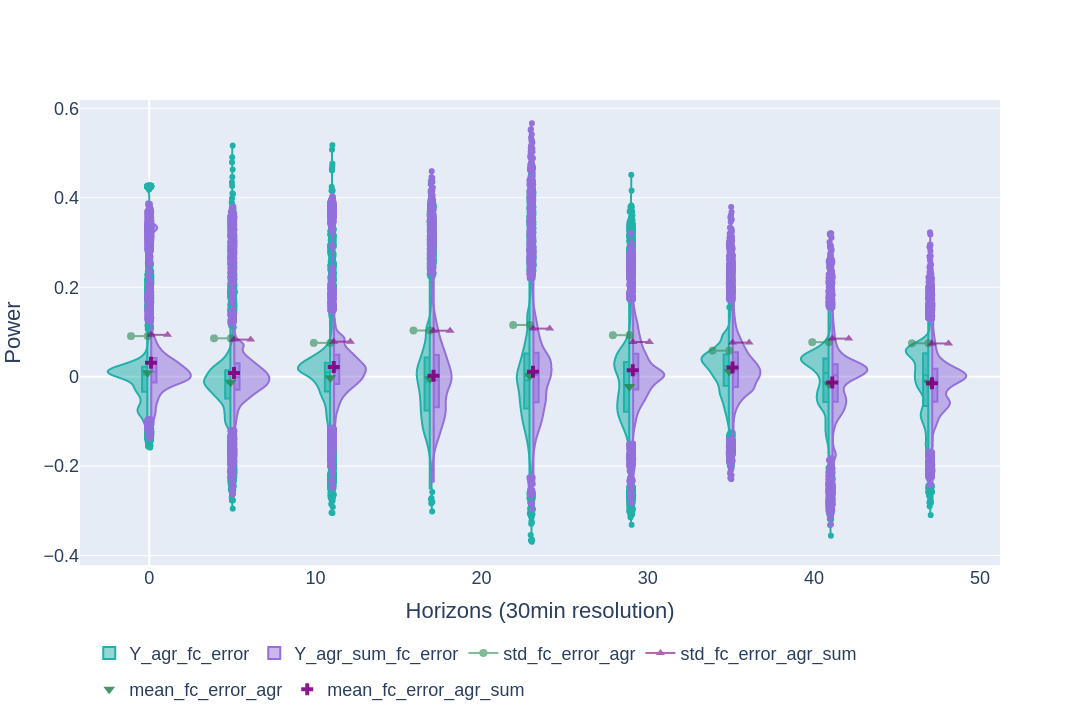 0.6
0.4
0.2
0
−0.2
−0.4
Power
0 10 20 30 40 50
Horizons (30min resolution)
Y_agr_fc_error Y_agr_sum_fc_error std_fc_error_agr std_fc_error_agr_sum
mean_fc_error_agr mean_fc_error_agr_sum